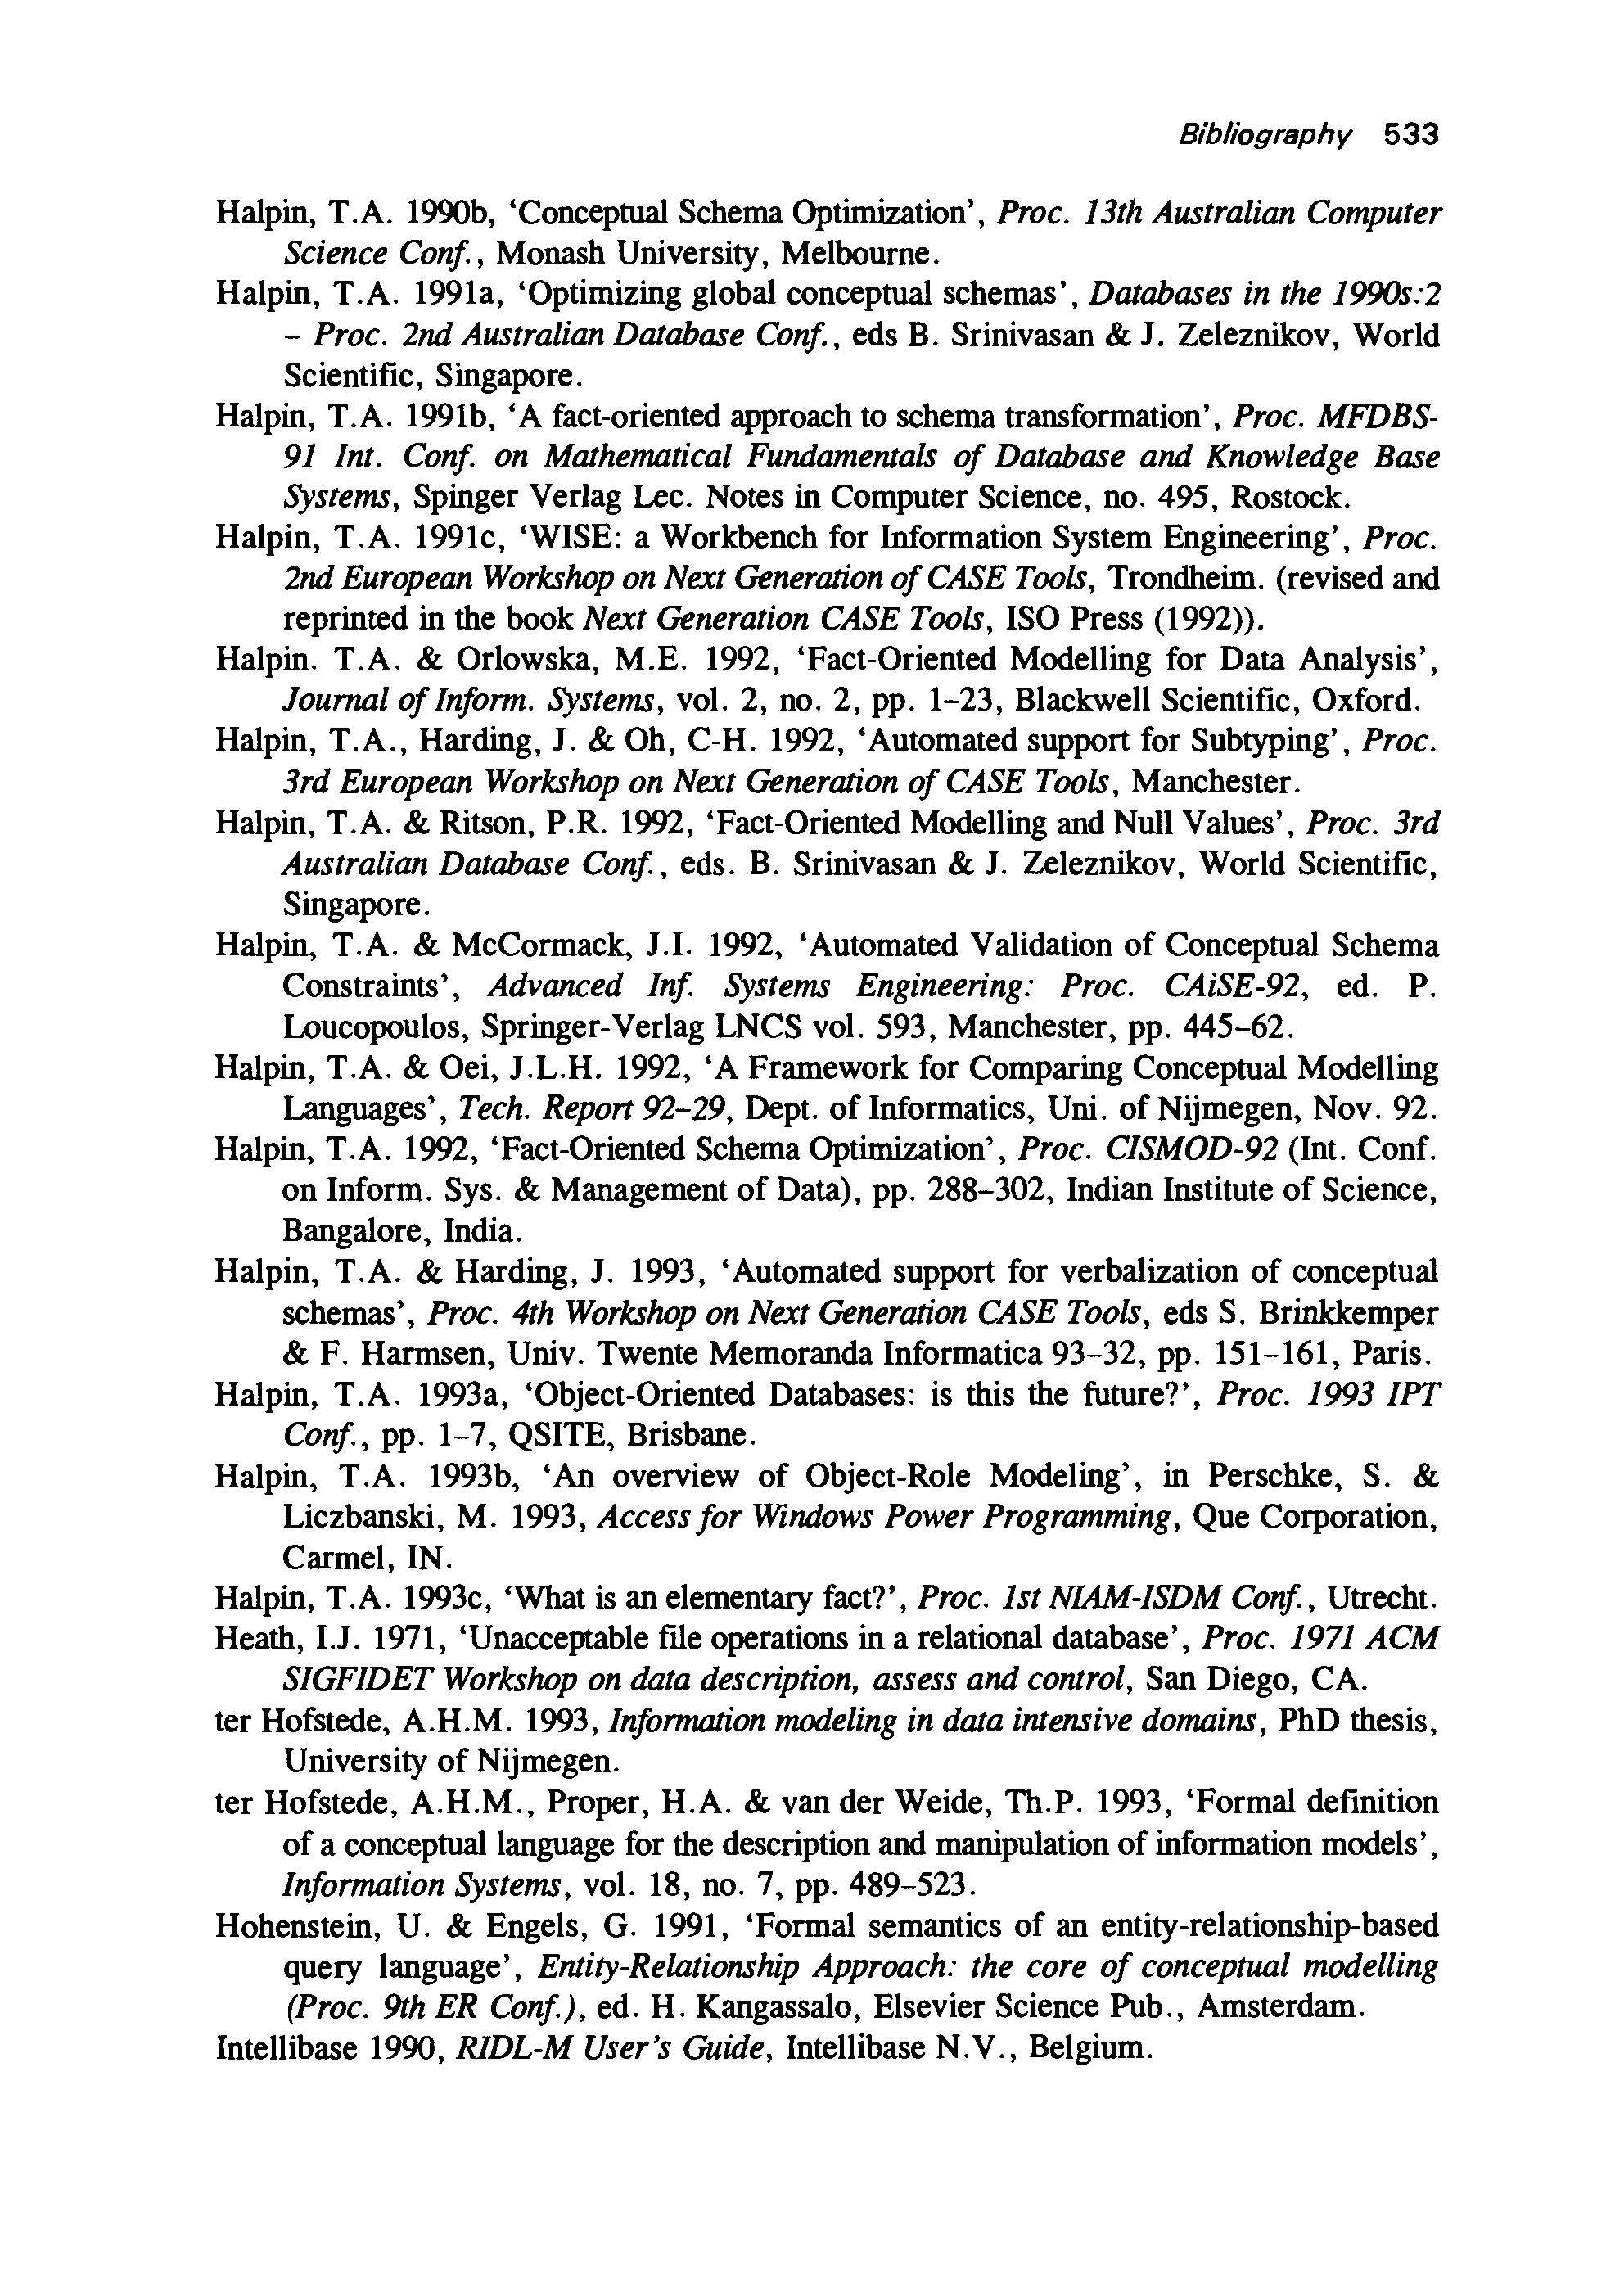 Bibliography 533
Halpin, T.A. 1990b, ‘Conceptual Schema Optimization’, Proc. 13th Australian Computer
Science Conf., Monash University, Melbourne.
Halpin, T.A. 1991a, ‘Optimizing global conceptual schemas’, Databases in the 1990s:2
– Proc. 2nd Australian Database Conf., eds B. Srinivasan & J. Zeleznikov, World
Scientific, Singapore.
Halpin, T.A. 1991b, ‘A fact-oriented approach to schema transformation’, Proc. MFDBS-
91 Int. Conf. on Mathematical Fundamentals of Database and Knowledge Base
Systems, Spinger Verlag Lec. Notes in Computer Science, no. 495, Rostock.
Halpin, T.A. 1991c, ‘WISE: a Workbench for Information System Engineering’, Proc.
2nd European Workshop on Next Generation of CASE Tools, Trondheim. (revised and
reprinted in the book Next Generation CASE Tools, ISO Press (1992)).
Halpin. T.A. & Orlowska, M.E. 1992, ‘Fact-Oriented Modelling for Data Analysis’,
Journal of Inform. Systems, vol. 2, no. 2, pp. 1–23, Blackwell Scientific, Oxford.
Halpin, T.A., Harding, J. & Oh, C-H. 1992, ‘Automated support for Subtyping’, Proc.
3rd European Workshop on Next Generation of CASE Tools, Manchester.
Halpin, T.A. & Ritson, P.R. 1992, ‘Fact-Oriented Modelling and Null Values’, Proc. 3rd
Australian Database Conf., eds. B. Srinivasan & J. Zeleznikov, World Scientific,
Singapore.
Halpin, T.A. & McCormack, J.I. 1992, ‘Automated Validation of Conceptual Schema
Constraints’, Advanced Inf. Systems Engineering: Proc. CAiSE-92, ed. P.
Loucopoulos, Springer-Verlag LNCS vol. 593, Manchester, pp. 445–62.
Halpin, T.A. & Oei, J.L.H. 1992, ‘A Framework for Comparing Conceptual Modelling
Languages’, Tech. Report 92–29, Dept. of Informatics, Uni. of Nijmegen, Nov. 92.
Halpin, T.A. 1992, ‘Fact-Oriented Schema Optimization’, Proc. CISMOD-92 (Int. Conf.
on Inform. Sys. & Management of Data), pp. 288–302, Indian Institute of Science,
Bangalore, India.
Halpin, T.A. & Harding, J. 1993, ‘Automated support for verbalization of conceptual
schemas’, Proc. 4th Workshop on Next Generation CASE Tools, eds S. Brinkkemper
& F. Harmsen, Univ. Twente Memoranda Informatica 93–32, pp. 151–161, Paris.
Halpin, T.A. 1993a, ‘Object-Oriented Databases: is this the future?’, Proc. 1993 IPT
Conf., pp. 1–7, QSITE, Brisbane.
Halpin, T.A. 1993b, ‘An overview of Object-Role Modeling’, in Perschke, S. &
Liczbanski, M. 1993, Access for Windows Power Programming, Que Corporation,
Carmel, IN.
Halpin, T.A. 1993c, ‘What is an elementary fact?’, Proc. 1st NIAM-ISDM Conf., Utrecht.
Heath, I.J. 1971, ‘Unacceptable file operations in a relational database’, Proc. 1971 ACM
SIGFIDET Workshop on data description, assess and control, San Diego, CA.
ter Hofstede, A.H.M. 1993, Information modeling in data intensive domains, PhD thesis,
University of Nijmegen.
ter Hofstede, A.H.M., Proper, H.A. & van der Weide, Th.P. 1993, ‘Formal definition
of a conceptual language for the description and manipulation of information models’,
Information Systems, vol. 18, no. 7, pp. 489–523.
Hohenstein, U. & Engels, G. 1991, ‘Formal semantics of an entity-relationship-based
query language’, Entity-Relationship Approach: the core of conceptual modelling
(Proc. 9th ER Conf.), ed. H. Kangassalo, Elsevier Science Pub., Amsterdam.
Intellibase 1990, RIDL-M User’s Guide, Intellibase N.V., Belgium.